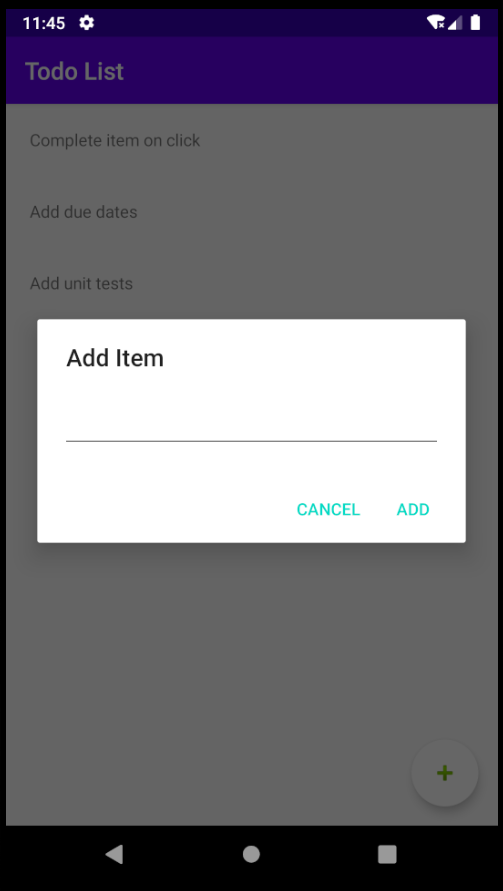 11:45
Todo List
Complete item on click
Add due dates
Add unit tests
Add Item
CANCEL ADD
+